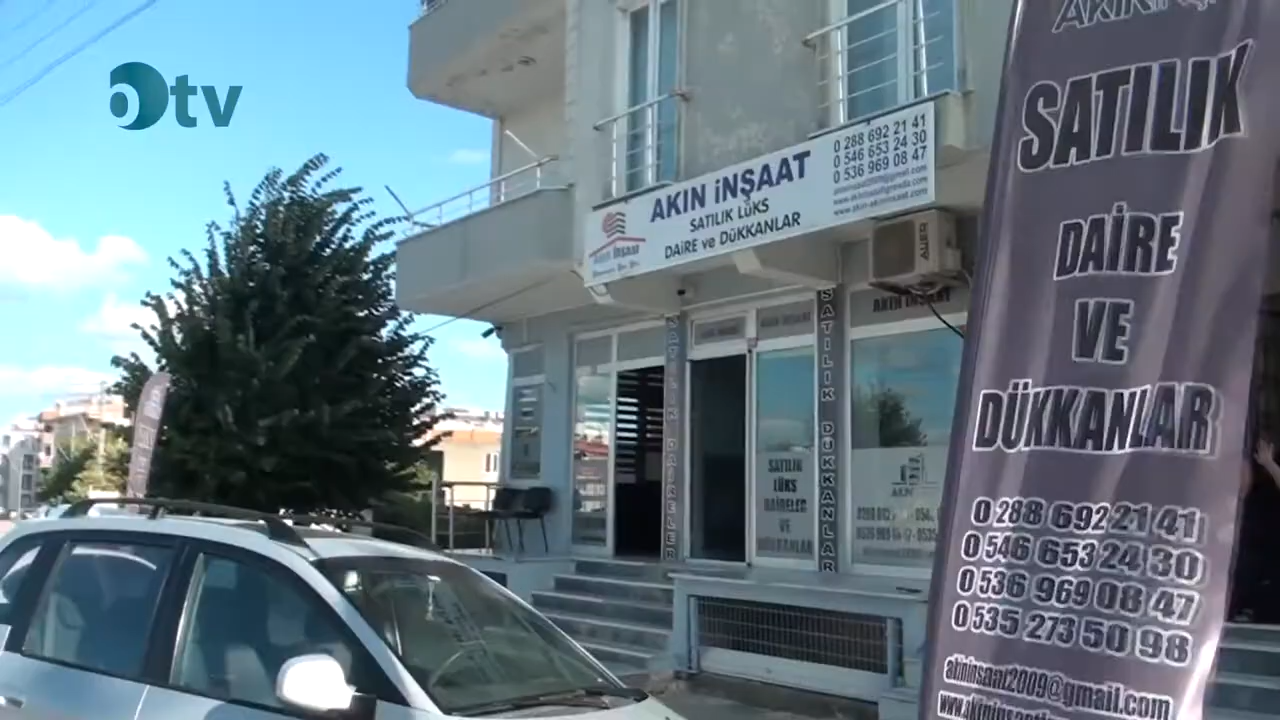 tv
AKIN İNŞAAT
SATILIK LÜKS
DAİRE ve DÜKKANLAR
0 288 692 21 41
0 546 653 24 30
0 536 969 08 47
AKIN İNŞAAT
SATILIK DAİRELER
SATILIK DÜKKANLAR
AKIN İNŞAAT
SATILIK
LÜKS
VE
AKIN
SATILIK
DAİRE
VE
DÜKKANLAR
0 288 692 21 41
0 546 653 24 30
0 536 969 08 47
0 535 273 50 98
akininsaat2009@gmail.com